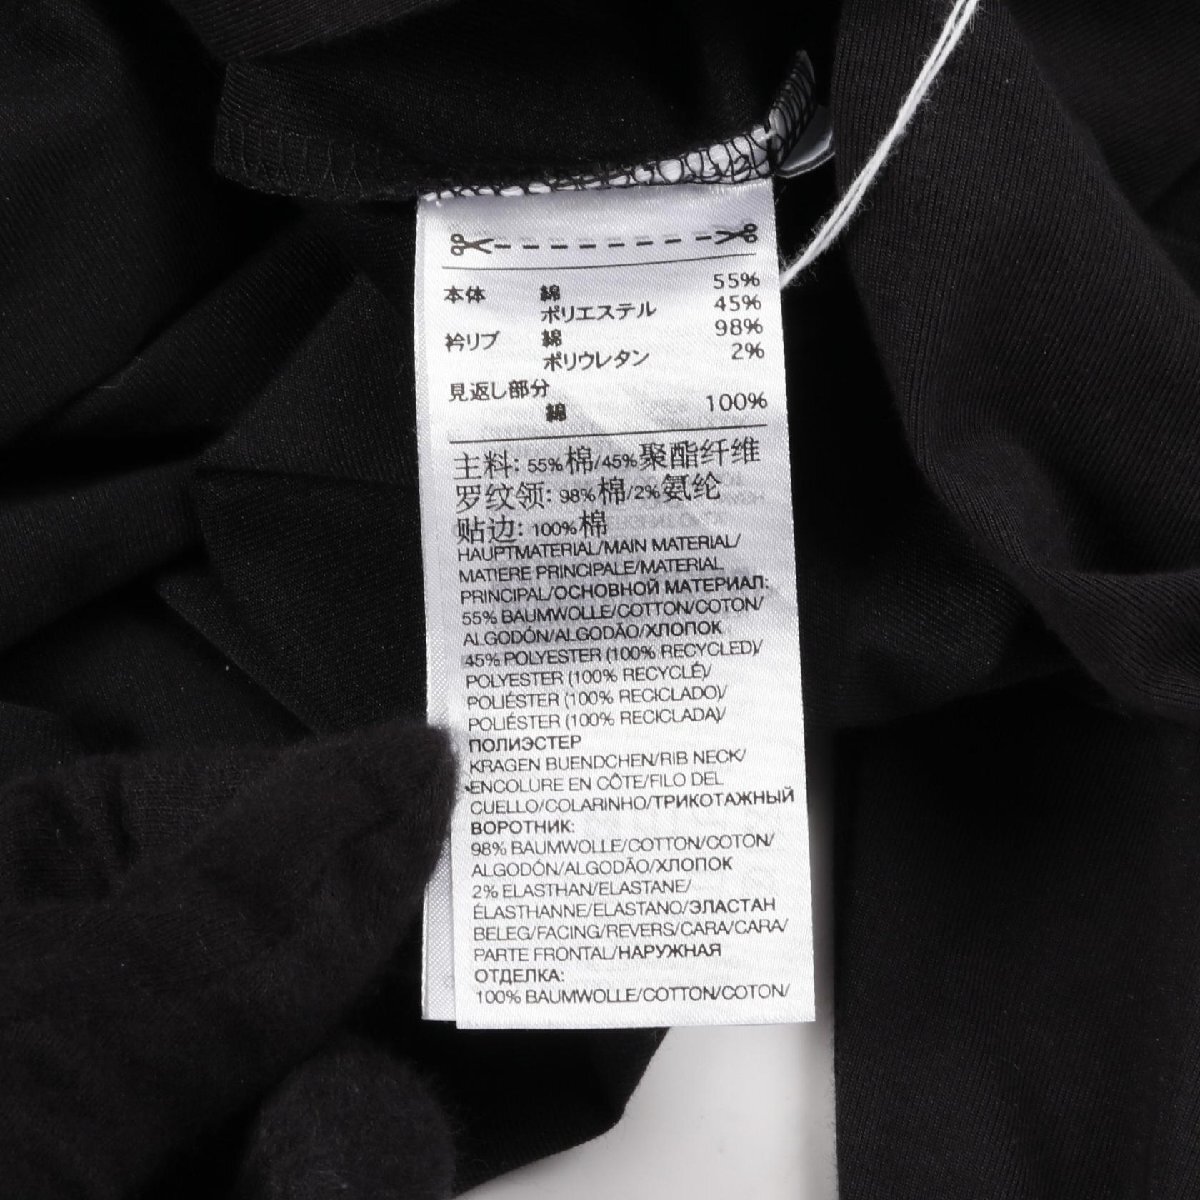 本体 綿 55%
ポリエステル 45%
衿リブ 綿 98%
ポリウレタン 2%
見返し部分
綿 100%
主料: 55%棉/45%聚酯纤维
罗纹领: 98%棉/2%氨纶
贴边: 100%棉
HAUPTMATERIAL/MAIN MATERIAL/
MATIERE PRINCIPALE/MATERIAL
PRINCIPAL/ОСНОВНОЙ МАТЕРИАЛ:
55% BAUMWOLLE/COTTON/COTON/
ALGODÓN/ALGODÃO/ХЛОПОК
45% POLYESTER (100% RECYCLED)/
POLYESTER (100% RECYCLÉ)/
POLIÉSTER (100% RECICLADO)/
POLIÉSTER (100% RECICLADA)/
ПОЛИЭСТЕР
KRAGEN BUENDCHEN/RIB NECK/
ENCOLURE EN CÔTE/FILO DEL
CUELLO/COLARINHO/ТРИКОТАЖНЫЙ
ВОРОТНИК:
98% BAUMWOLLE/COTTON/COTON/
ALGODÓN/ALGODÃO/ХЛОПОК
2% ELASTHAN/ELASTANE/
ÉLASTHANNE/ELASTANO/ЭЛАСТАН
BELEG/FACING/REVERS/CARA/CARA/
PARTE FRONTAL/НАРУЖНАЯ
ОТДЕЛКА:
100% BAUMWOLLE/COTTON/COTON/